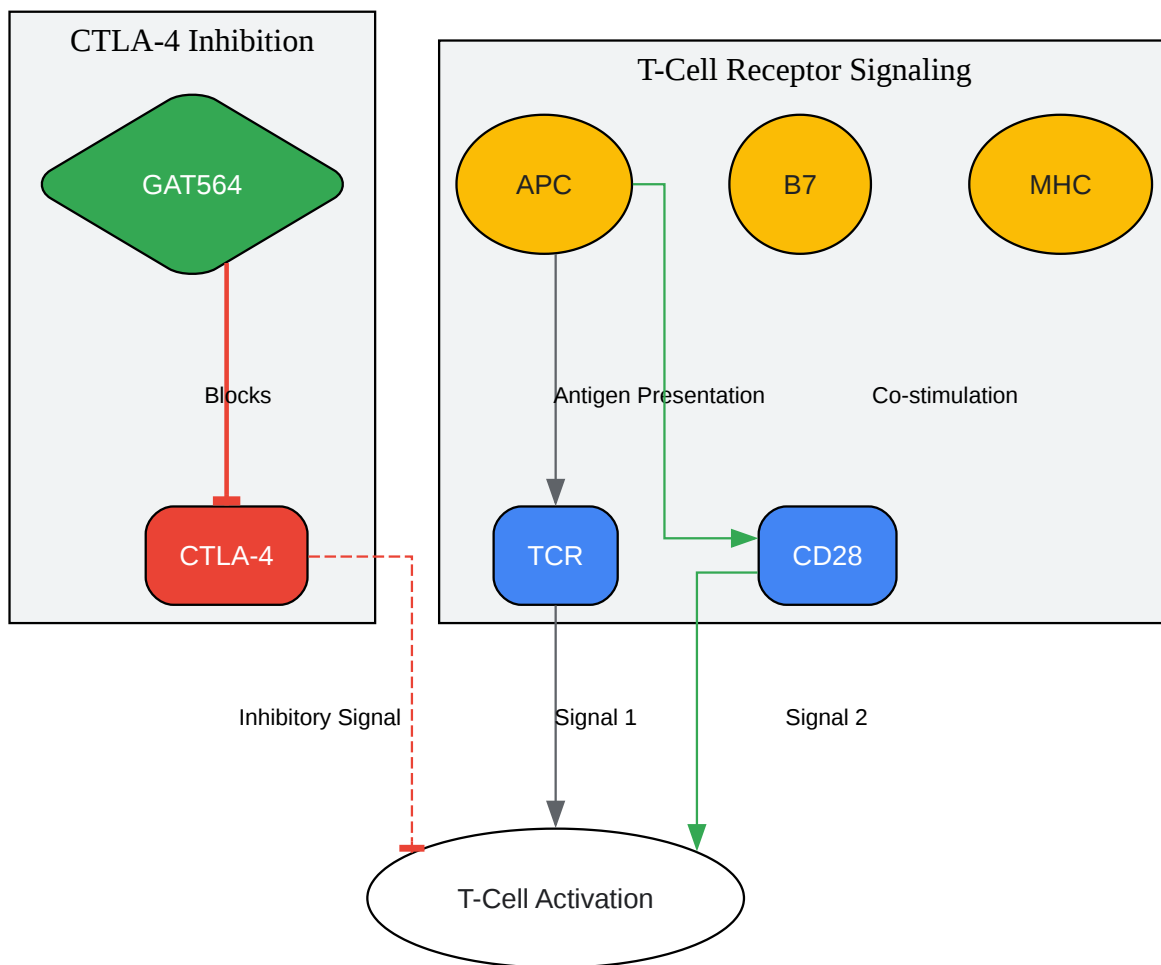 CTLA-4 Inhibition
T-Cell Receptor Signaling
GAT564
APC
B7
MHC
Blocks
Antigen Presentation
Co-stimulation
CTLA-4
TCR
CD28
Inhibitory Signal
Signal 1
Signal 2
T-Cell Activation